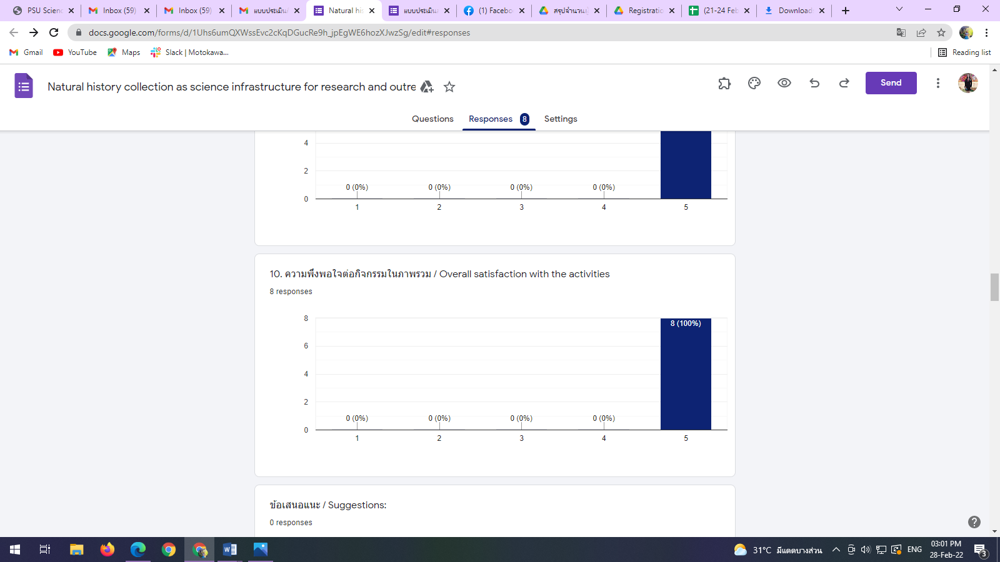 PSU Scienc
Inbox (59)
Inbox (59)
แบบประเมิน
Natural his
แบบประเมิน
(1) Facebo
สรุปจำนวนผู้
Registratio
(21-24 Feb
Download
docs.google.com/forms/d/1Uhs6umQXWssEvc2cKqDGucRe9h_jpEgWE6hozXJwzSg/edit#responses
Gmail
YouTube
Maps
Slack | Motokawa...
Reading list
Natural history collection as science infrastructure for research and outre
Send
Questions
Responses 8
Settings
4
2
0
0 (0%)
0 (0%)
0 (0%)
0 (0%)
1
2
3
4
5
10. ความพึงพอใจต่อกิจกรรมในภาพรวม / Overall satisfaction with the activities
8 responses
8
6
4
2
0
8 (100%)
0 (0%)
0 (0%)
0 (0%)
0 (0%)
1
2
3
4
5
ข้อเสนอแนะ / Suggestions:
0 responses
31°C มีแดดบางส่วน
ENG
03:01 PM
28-Feb-22
3